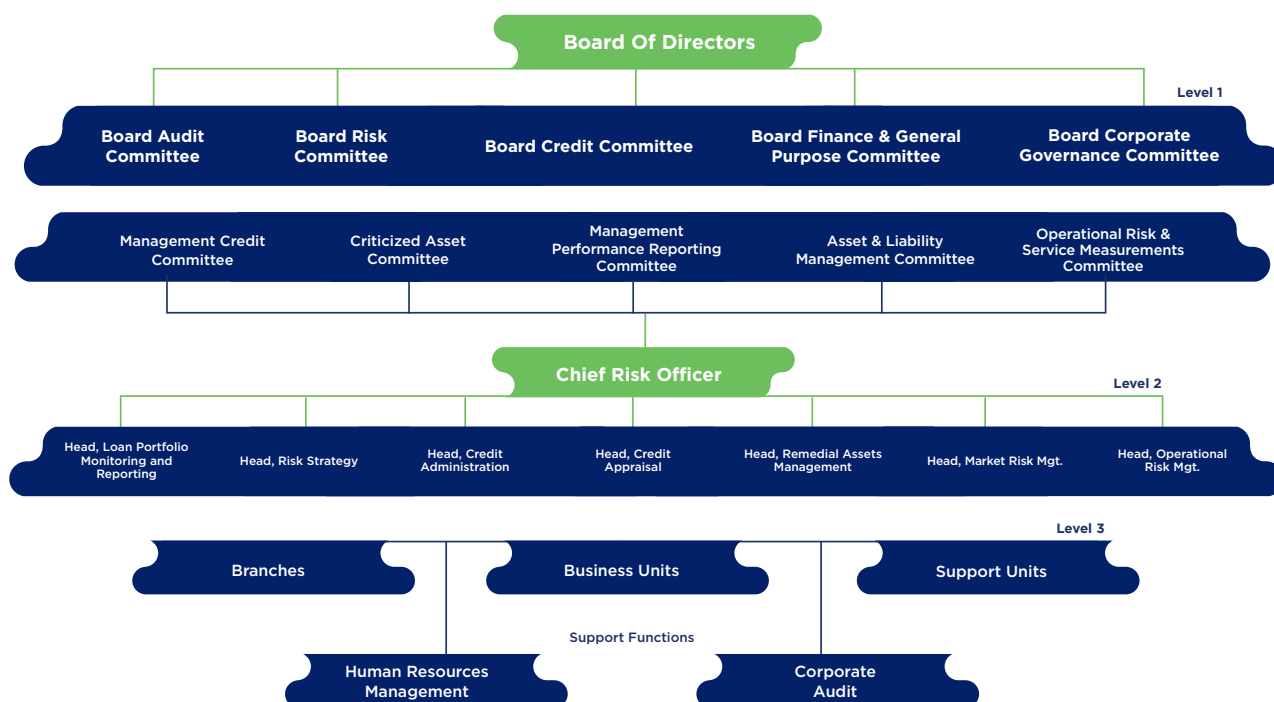 Board Of Directors
Level 1
Board Audit
Committee
Board Risk
Committee
Board Credit Committee
Board Finance & General
Purpose Committee
Board Corporate
Governance Committee
Management Credit
Committee
Criticized Asset
Committee
Management
Performance Reporting
Committee
Asset & Liability
Management Committee
Operational Risk &
Service Measurements
Committee
Chief Risk Officer
Level 2
Head, Loan Portfolio
Monitoring and
Reporting
Head, Risk Strategy
Head, Credit
Administration
Head, Credit
Appraisal
Head, Remedial Assets
Management
Head, Market Risk Mgt.
Head, Operational
Risk Mgt.
Level 3
Branches
Business Units
Support Units
Support Functions
Human Resources
Management
Corporate
Audit